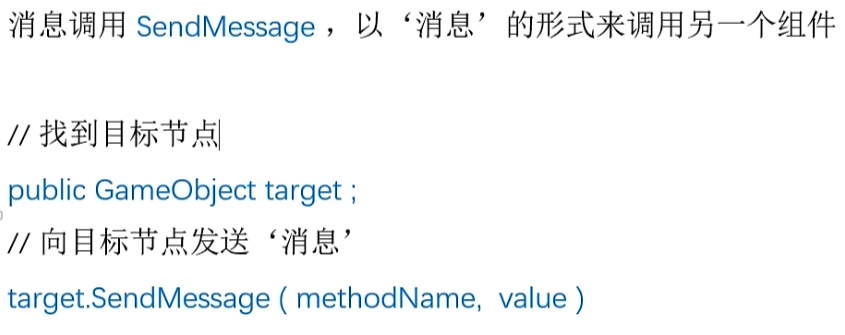 消息调用 SendMessage ，以‘消息’的形式来调用另一个组件
// 找到目标节点
public GameObject target ;
// 向目标节点发送‘消息’
target.SendMessage ( methodName, value )